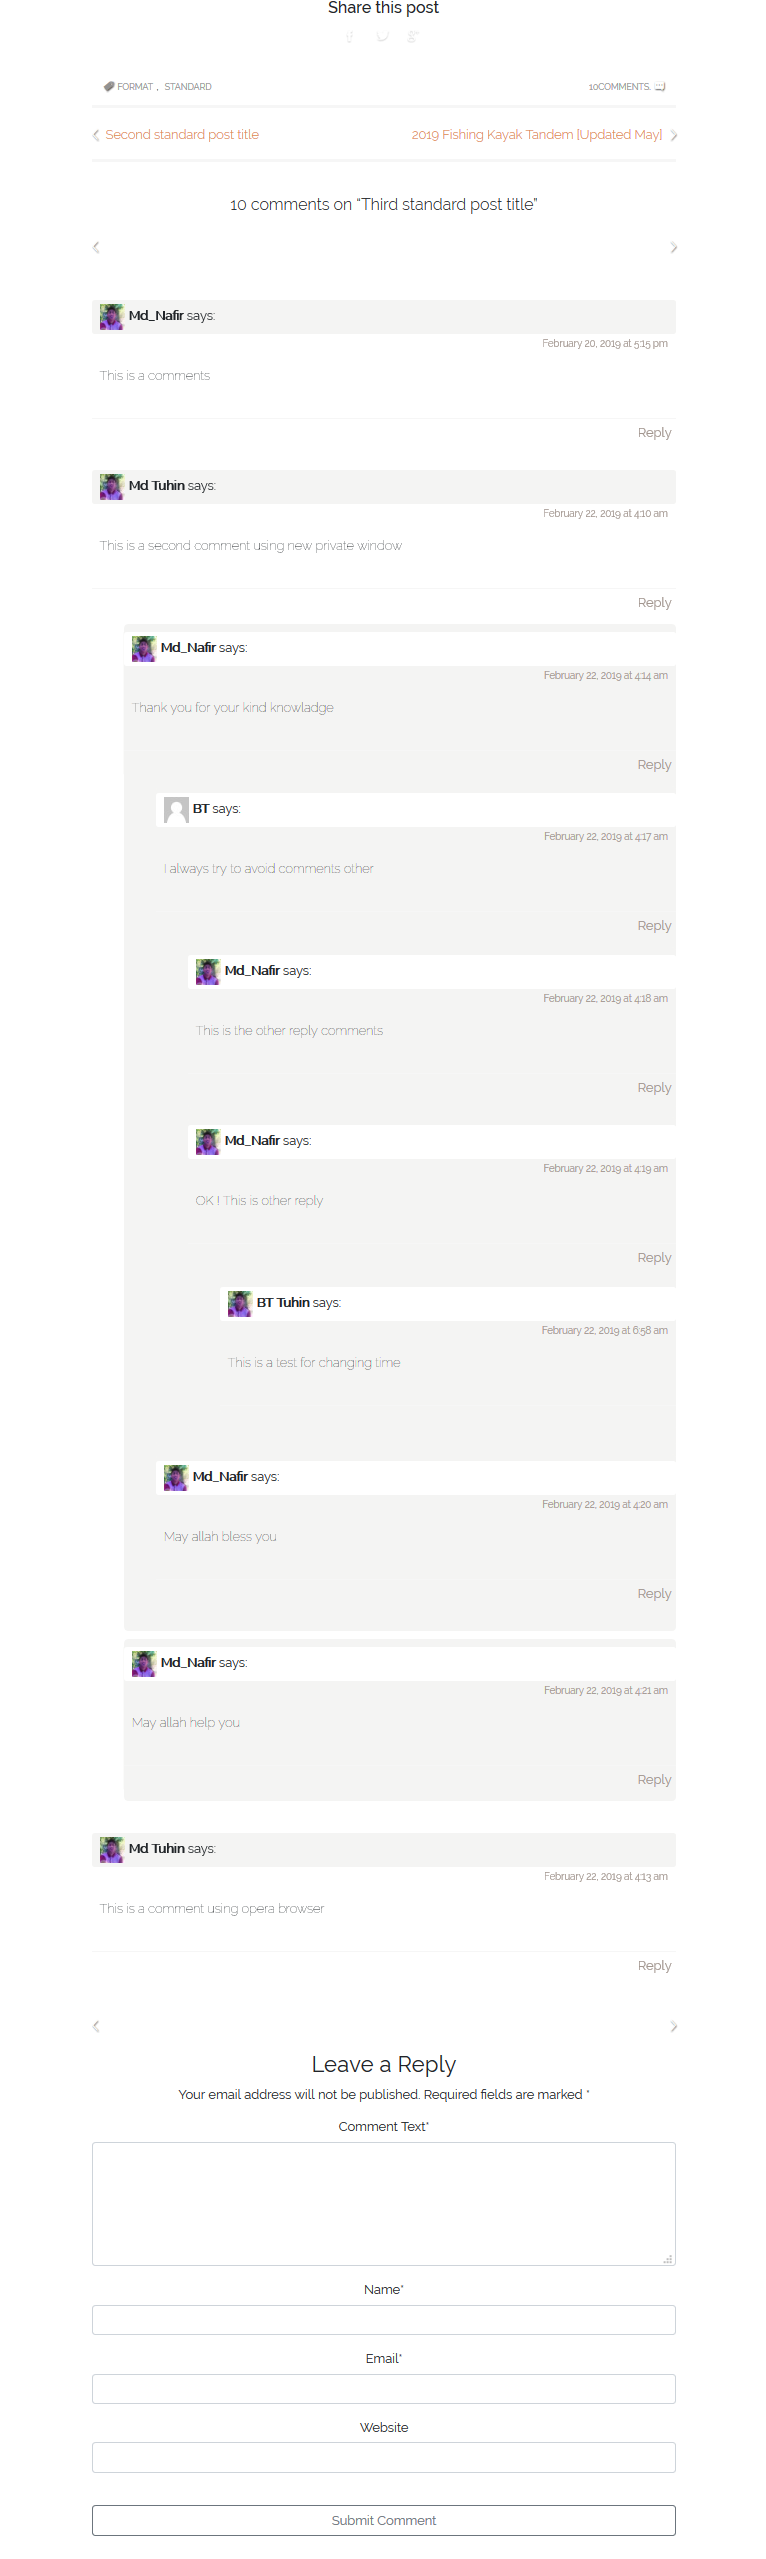 Share this post
FORMAT , STANDARD
10COMMENTS.
Second standard post title
2019 Fishing Kayak Tandem [Updated May]
10 comments on “Third standard post title”
Md_Nafir says:
February 20, 2019 at 5:15 pm
This is a comments
Reply
Md Tuhin says:
February 22, 2019 at 4:10 am
This is a second comment using new private window
Reply
Md_Nafir says:
February 22, 2019 at 4:14 am
Thank you for your kind knowladge
Reply
BT says:
February 22, 2019 at 4:17 am
I always try to avoid comments other
Reply
Md_Nafir says:
February 22, 2019 at 4:18 am
This is the other reply comments
Reply
Md_Nafir says:
February 22, 2019 at 4:19 am
OK ! This is other reply
Reply
BT Tuhin says:
February 22, 2019 at 6:58 am
This is a test for changing time
Md_Nafir says:
February 22, 2019 at 4:20 am
May allah bless you
Reply
Md_Nafir says:
February 22, 2019 at 4:21 am
May allah help you
Reply
Md Tuhin says:
February 22, 2019 at 4:13 am
This is a comment using opera browser
Reply
Leave a Reply
Your email address will not be published. Required fields are marked *
Comment Text*
Name*
Email*
Website
Submit Comment